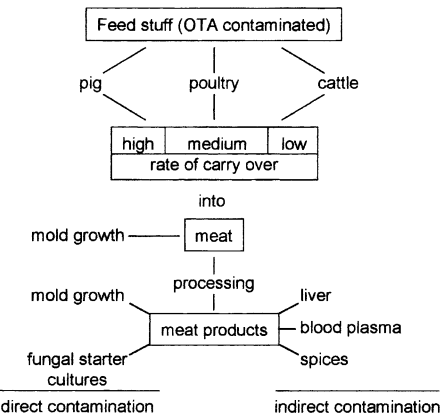 Feed stuff (OTA contaminated)
pig poultry cattle
high medium low
rate of carry over
into
mold growth meat
processing
mold growth liver
meat products blood plasma
fungal starter spices
cultures
direct contamination indirect contamination